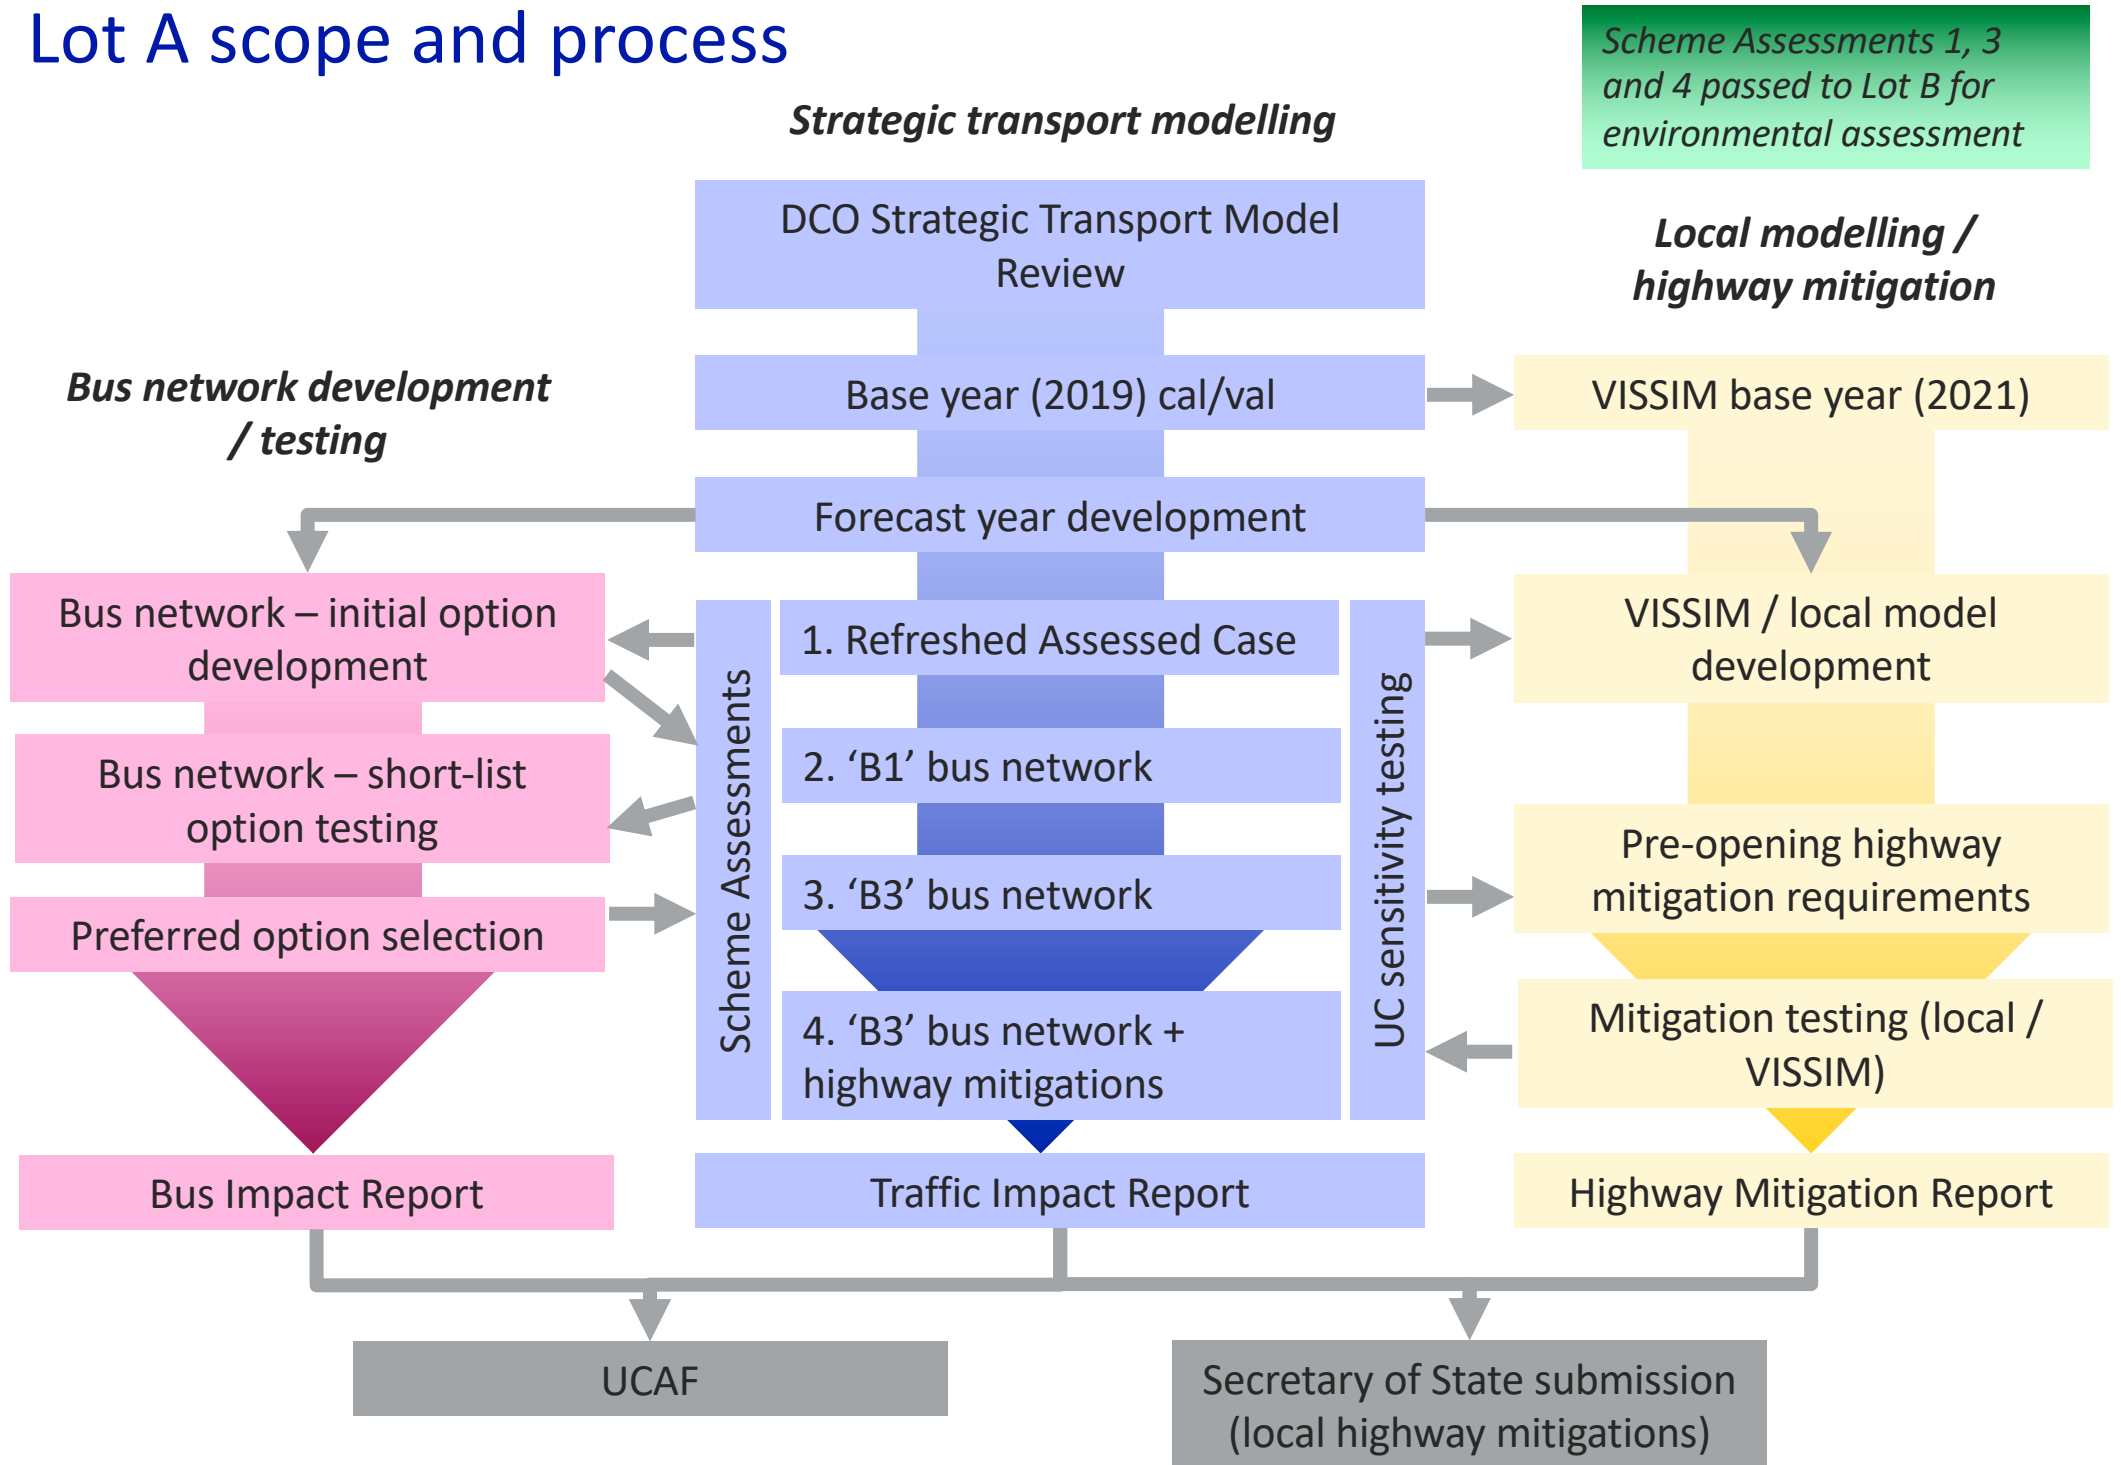 Lot A scope and process
Scheme Assessments 1, 3
and 4 passed to Lot B for
environmental assessment
Strategic transport modelling
DCO Strategic Transport Model
Review
Local modelling /
highway mitigation
Base year (2019) cal/val
VISSIM base year (2021)
Bus network development
/ testing
Forecast year development
Bus network – initial option
development
Scheme Assessments
1. Refreshed Assessed Case
UC sensitivity testing
VISSIM / local model
development
Bus network – short-list
option testing
2. ‘B1’ bus network
3. ‘B3’ bus network
Pre-opening highway
mitigation requirements
Preferred option selection
4. ‘B3’ bus network +
highway mitigations
Mitigation testing (local /
VISSIM)
Bus Impact Report
Traffic Impact Report
Highway Mitigation Report
UCAF
Secretary of State submission
(local highway mitigations)